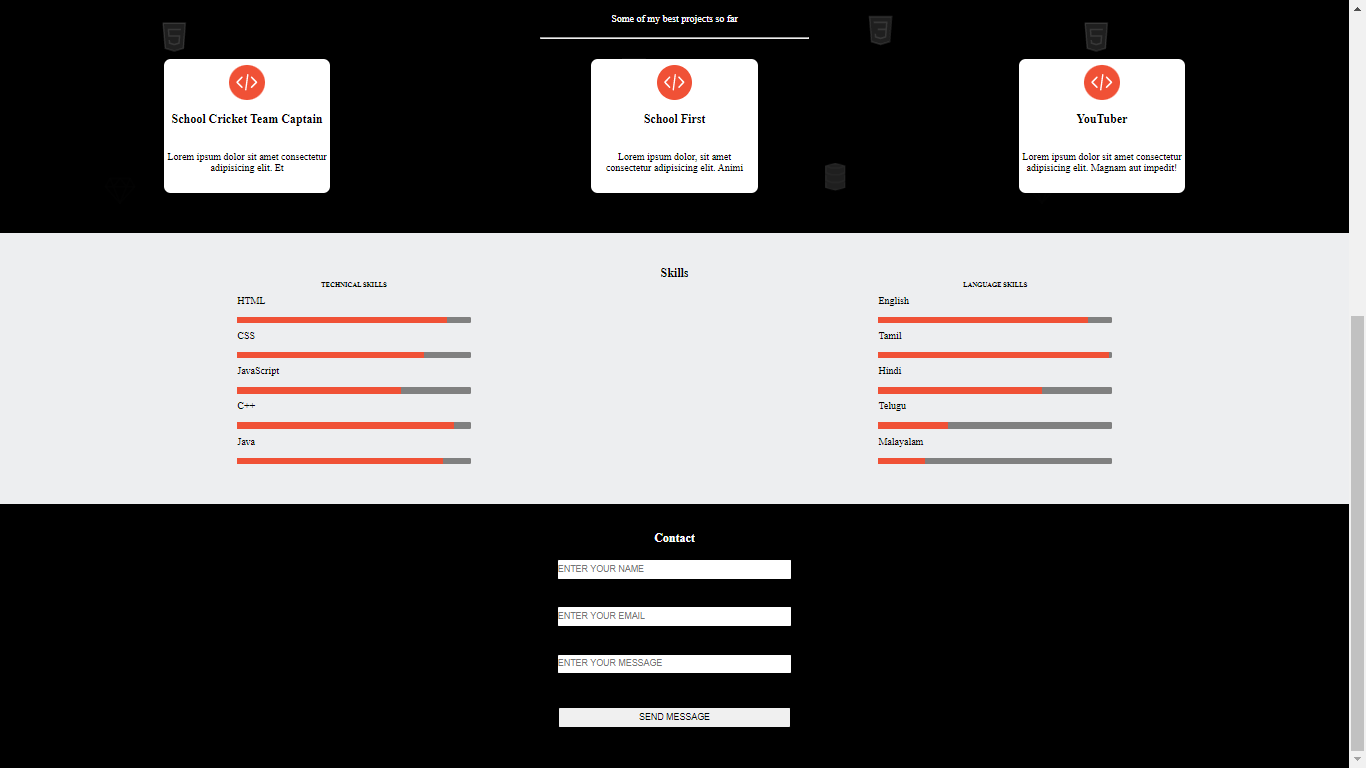 Some of my best projects so far
School Cricket Team Captain
Lorem ipsum dolor sit amet consectetur
adipisicing elit. Et
School First
Lorem ipsum dolor, sit amet
consectetur adipisicing elit. Animi
YouTuber
Lorem ipsum dolor sit amet consectetur
adipisicing elit. Magnam aut impedit!
Skills
TECHNICAL SKILLS
HTML
CSS
JavaScript
C++
Java
LANGUAGE SKILLS
English
Tamil
Hindi
Telugu
Malayalam
Contact
ENTER YOUR NAME
ENTER YOUR EMAIL
ENTER YOUR MESSAGE
SEND MESSAGE